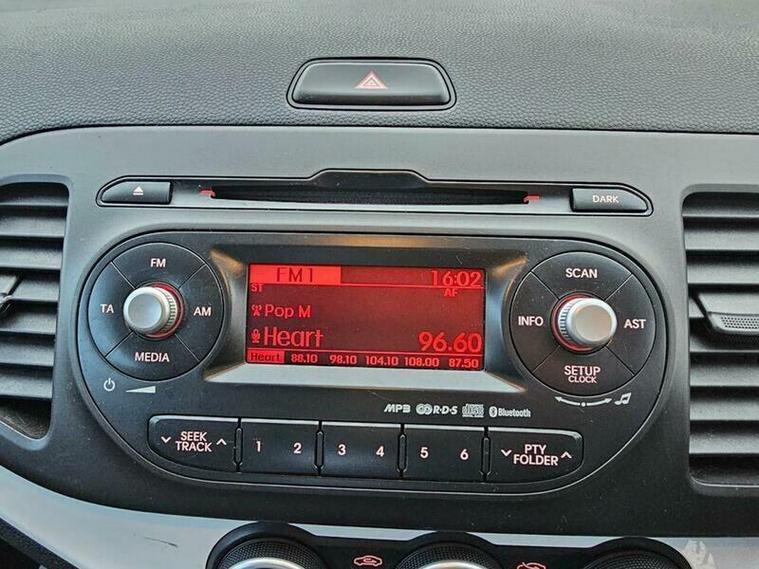 DARK
FM
TA
AM
MEDIA
FM1 16:02
ST AF
Pop M
Heart 96.60
Heart 88.10 98.10 104.10 108.00 87.50
SCAN
INFO
AST
SETUP
CLOCK
MP3 R·D·S Bluetooth
SEEK
TRACK
1 2 3 4 5 6
PTY
FOLDER